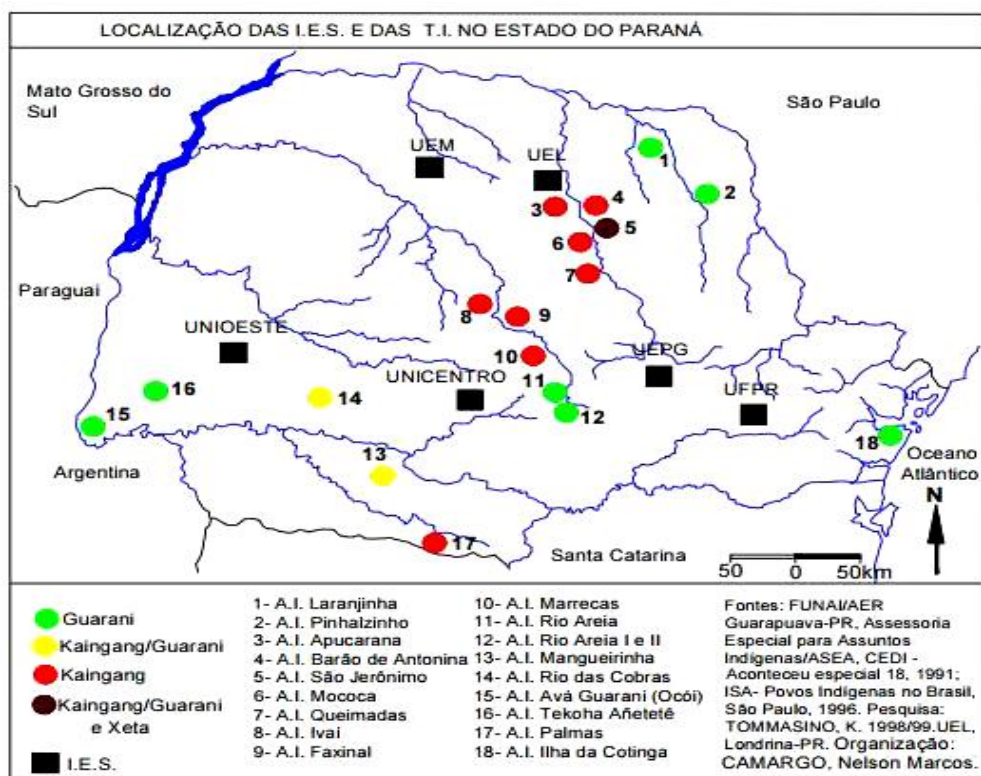 LOCALIZAÇÃO DAS I.E.S. E DAS T.I. NO ESTADO DO PARANÁ
Mato Grosso do
Sul
São Paulo
UEM
UEL
1
2
3
4
5
6
7
Paraguai
8
9
UNIOESTE
10
UEPG
UNICENTRO
11
UFPR
16
14
12
15
18
Oceano
Atlântico
Argentina
13
N
17
Santa Catarina
50
0
50km
Guarani
Kaingang/Guarani
Kaingang
Kaingang/Guarani
e Xeta
I.E.S.
1- A.I. Laranjinha
2- A.I. Pinhalzinho
3- A.I. Apucarana
4- A.I. Barão de Antonina
5- A.I. São Jerônimo
6- A.I. Mococa
7- A.I. Queimadas
8- A.I. Ivaí
9- A.I. Faxinal
10- A.I. Marrecas
11- A.I. Rio Areia
12- A.I. Rio Areia I e II
13- A.I. Mangueirinha
14- A.I. Rio das Cobras
15- A.I. Avá Guarani (Ocói)
16- A.I. Tekoha Añetetê
17- A.I. Palmas
18- A.I. Ilha da Cotinga
Fontes: FUNAI/AER
Guarapuava-PR, Assessoria
Especial para Assuntos
Indígenas/ASEA, CEDI -
Aconteceu especial 18, 1991;
ISA- Povos Indígenas no Brasil,
São Paulo, 1996. Pesquisa:
TOMMASINO, K. 1998/99.UEL,
Londrina-PR. Organização:
CAMARGO, Nelson Marcos.